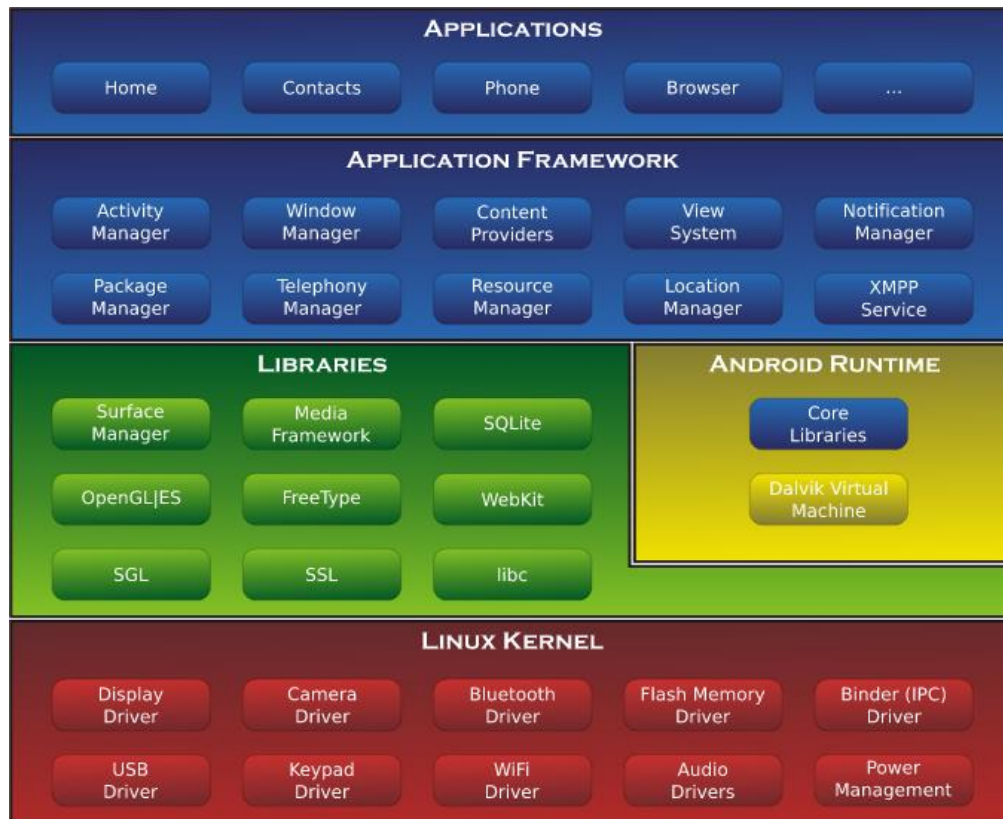 APPLICATIONS
Home
Contacts
Phone
Browser
...
APPLICATION FRAMEWORK
Activity
Manager
Window
Manager
Content
Providers
View
System
Notification
Manager
Package
Manager
Telephony
Manager
Resource
Manager
Location
Manager
XMPP
Service
LIBRARIES
Surface
Manager
Media
Framework
SQLite
OpenGL|ES
FreeType
WebKit
SGL
SSL
libc
ANDROID RUNTIME
Core
Libraries
Dalvik Virtual
Machine
LINUX KERNEL
Display
Driver
Camera
Driver
Bluetooth
Driver
Flash Memory
Driver
Binder (IPC)
Driver
USB
Driver
Keypad
Driver
WiFi
Driver
Audio
Drivers
Power
Management